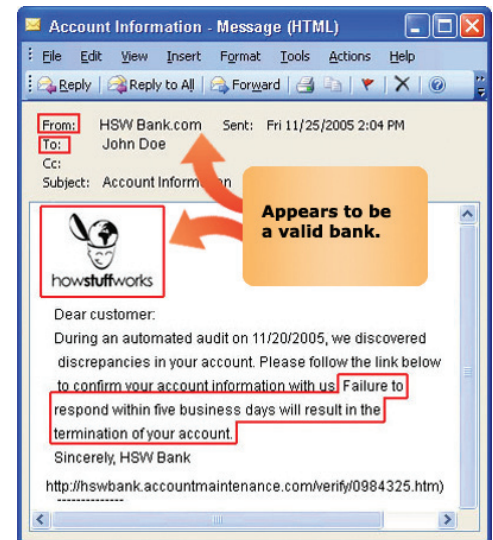 Account Information - Message (HTML)
File Edit View Insert Format Tools Actions Help
Reply Reply to All Forward
From: HSW Bank.com Sent: Fri 11/25/2005 2:04 PM
To: John Doe
Cc:
Subject: Account Information
Appears to be
a valid bank.
howstuffworks
Dear customer:
During an automated audit on 11/20/2005, we discovered
discrepancies in your account. Please follow the link below
to confirm your account information with us. Failure to
respond within five business days will result in the
termination of your account.
Sincerely, HSW Bank
http://hswbank.accountmaintenance.com/verify/0984325.htm)